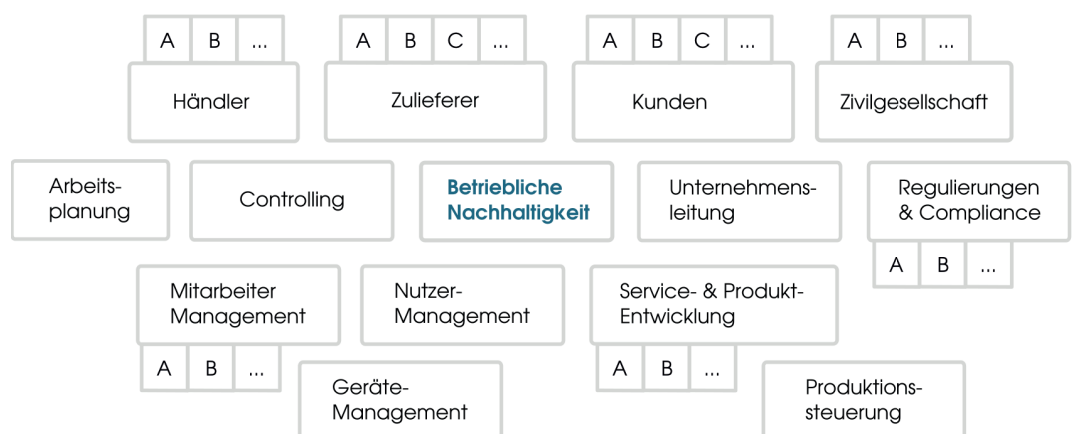 A B ...
A B C ...
A B C ...
A B ...
Händler
Zulieferer
Kunden
Zivilgesellschaft
Arbeits-
planung
Controlling
Betriebliche
Nachhaltigkeit
Unternehmens-
leitung
Regulierungen
& Compliance
A B ...
Mitarbeiter
Management
A B ...
Nutzer-
Management
Service- & Produkt-
Entwicklung
A B ...
Geräte-
Management
Produktions-
steuerung